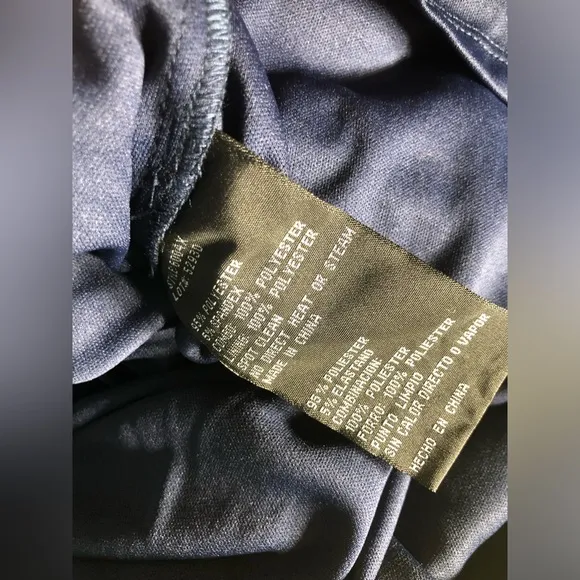 95% POLYESTER
5% SPANDEX
COMBO: 100% POLYESTER
LINING 100% POLYESTER
SPOT CLEAN
NO DIRECT HEAT OR STEAM
MADE IN CHINA
95% POLIESTER
5% ELASTANO
COMBINACION:
100% POLIESTER
FORRO: 100% POLIESTER
PUNTO LIMPIO
SIN CALOR DIRECTO O VAPOR
HECHO EN CHINA